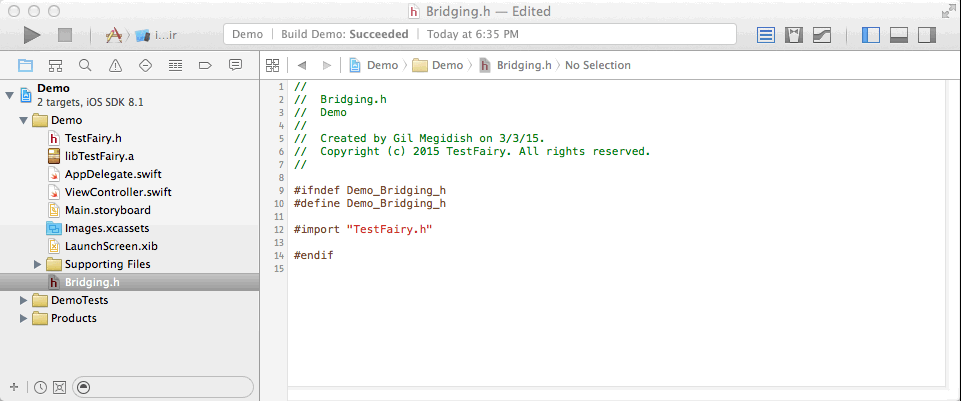 Bridging.h — Edited
i...ir
Demo | Build Demo: Succeeded | Today at 6:35 PM
Demo 〉 Demo 〉 Bridging.h 〉 No Selection
Demo
2 targets, iOS SDK 8.1
Demo
TestFairy.h
libTestFairy.a
AppDelegate.swift
ViewController.swift
Main.storyboard
Images.xcassets
LaunchScreen.xib
Supporting Files
Bridging.h
DemoTests
Products
1 //
2 //  Bridging.h
3 //  Demo
4 //
5 //  Created by Gil Megidish on 3/3/15.
6 //  Copyright (c) 2015 TestFairy. All rights reserved.
7 //
8
9 #ifndef Demo_Bridging_h
10 #define Demo_Bridging_h
11
12 #import "TestFairy.h"
13
14 #endif
15